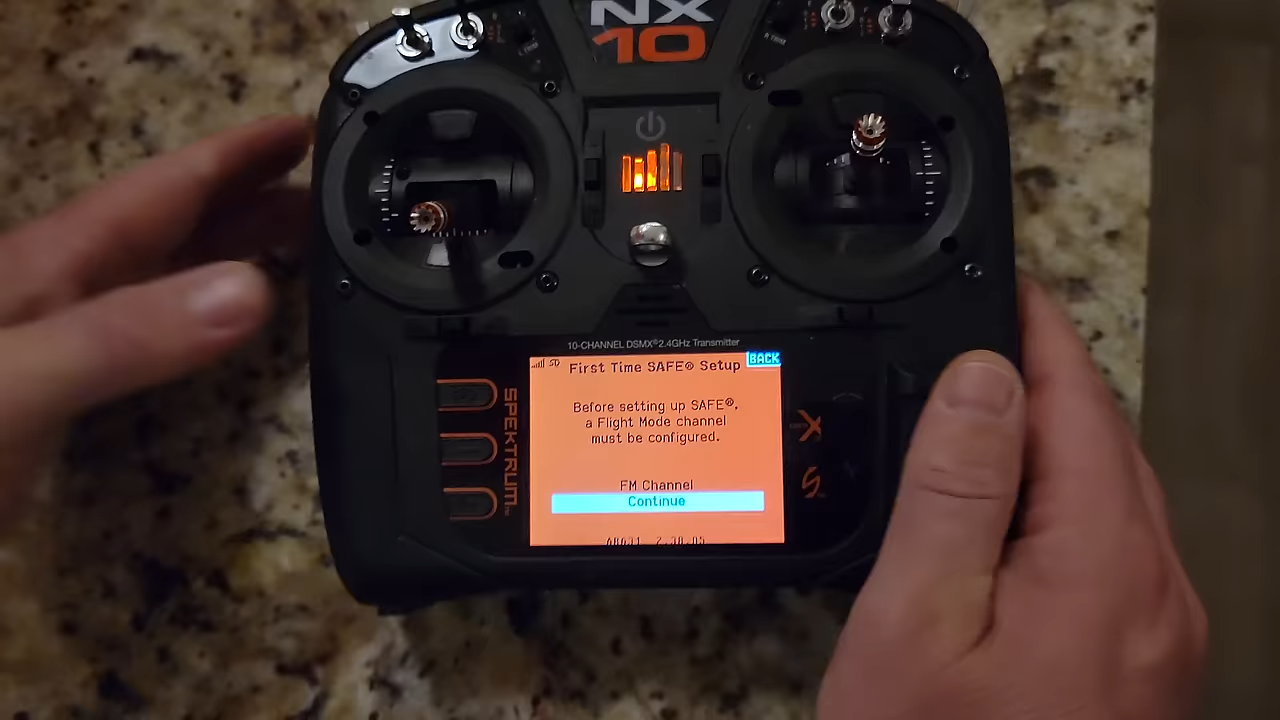 NX
10
10-CHANNEL DSMX® 2.4GHz Transmitter
SPEKTRUM
SD
BACK
First Time SAFE® Setup
Before setting up SAFE®,
a Flight Mode channel
must be configured.
FM Channel
Continue